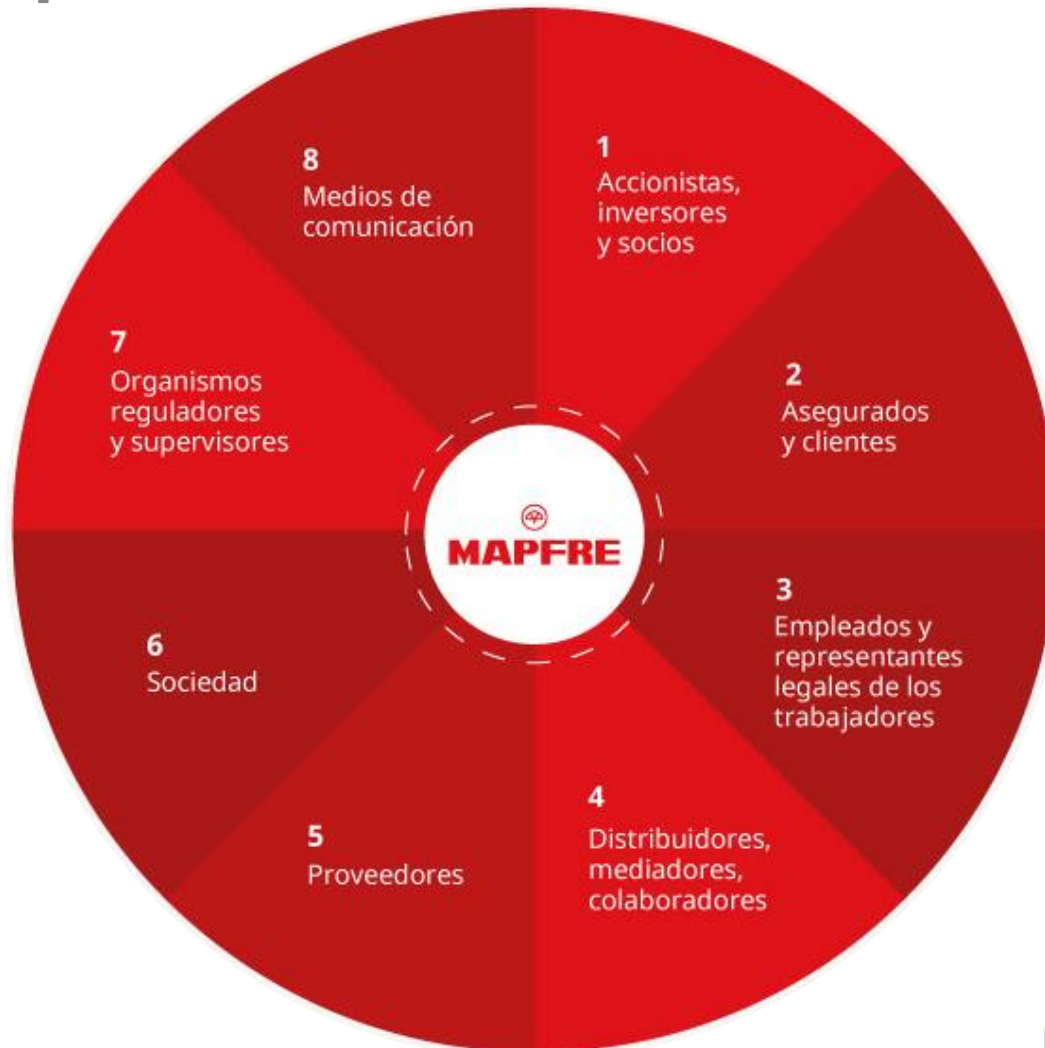 1
Accionistas,
inversores
y socios
2
Asegurados
y clientes
3
Empleados y
representantes
legales de los
trabajadores
4
Distribuidores,
mediadores,
colaboradores
5
Proveedores
6
Sociedad
7
Organismos
reguladores
y supervisores
8
Medios de
comunicación
MAPFRE